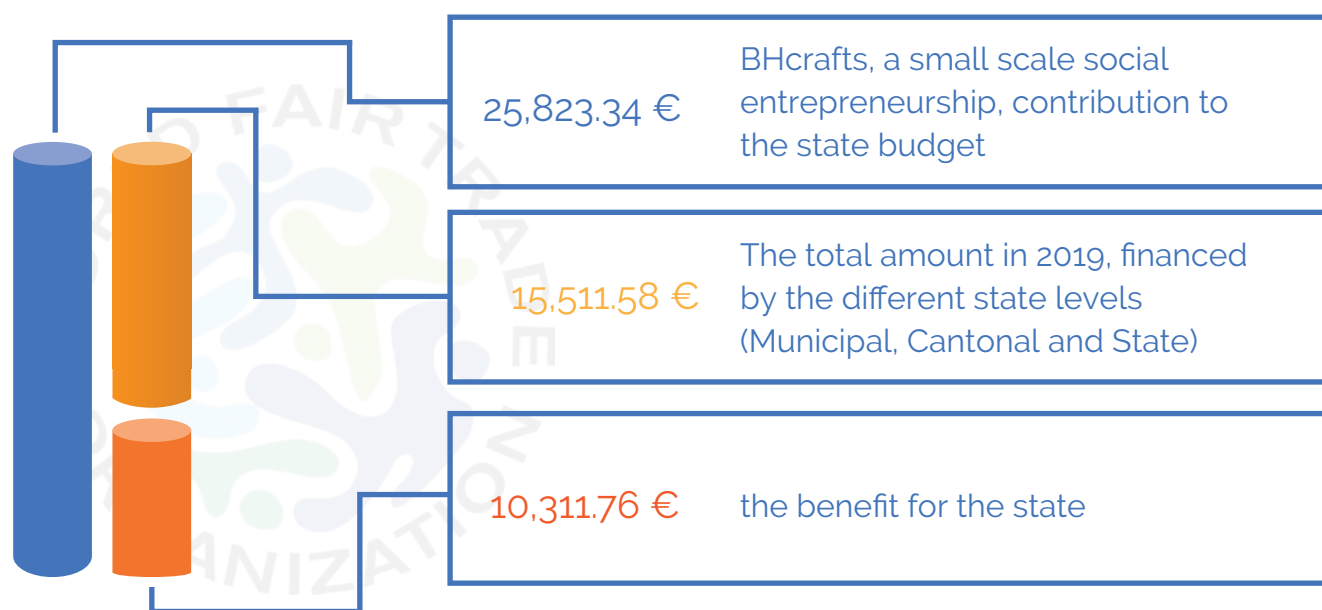 25,823.34 €
BHcrafts, a small scale social
entrepreneurship, contribution to
the state budget
15,511.58 €
The total amount in 2019, financed
by the different state levels
(Municipal, Cantonal and State)
10,311.76 €
the benefit for the state
FAIR TRADE